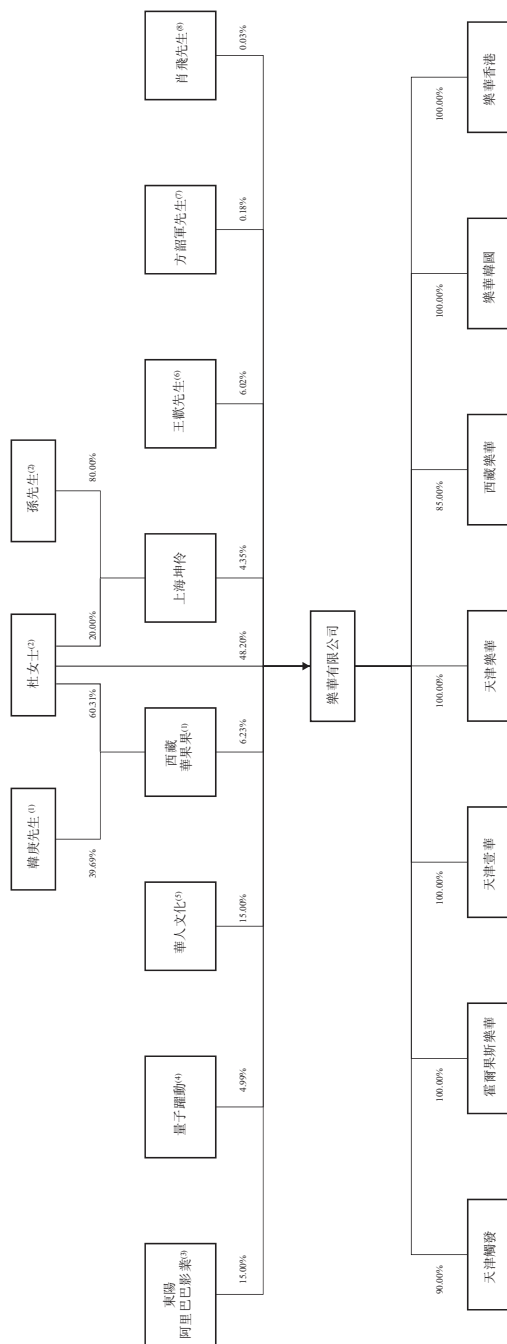 韓庚先生(1)
杜女士(2)
孫先生(2)
39.69%
60.31%
20.00%
80.00%
東陽
阿里巴巴影業(3)
量子躍動(4)
華人文化(5)
西藏
華果果(1)
上海坤伶
王歡先生(6)
方韶軍先生(7)
肖飛先生(8)
15.00%
4.99%
15.00%
6.23%
48.20%
4.35%
6.02%
0.18%
0.03%
樂華有限公司
90.00%
100.00%
100.00%
100.00%
85.00%
100.00%
100.00%
天津觸發
霍爾果斯樂華
天津壹華
天津樂華
西藏樂華
樂華韓國
樂華香港